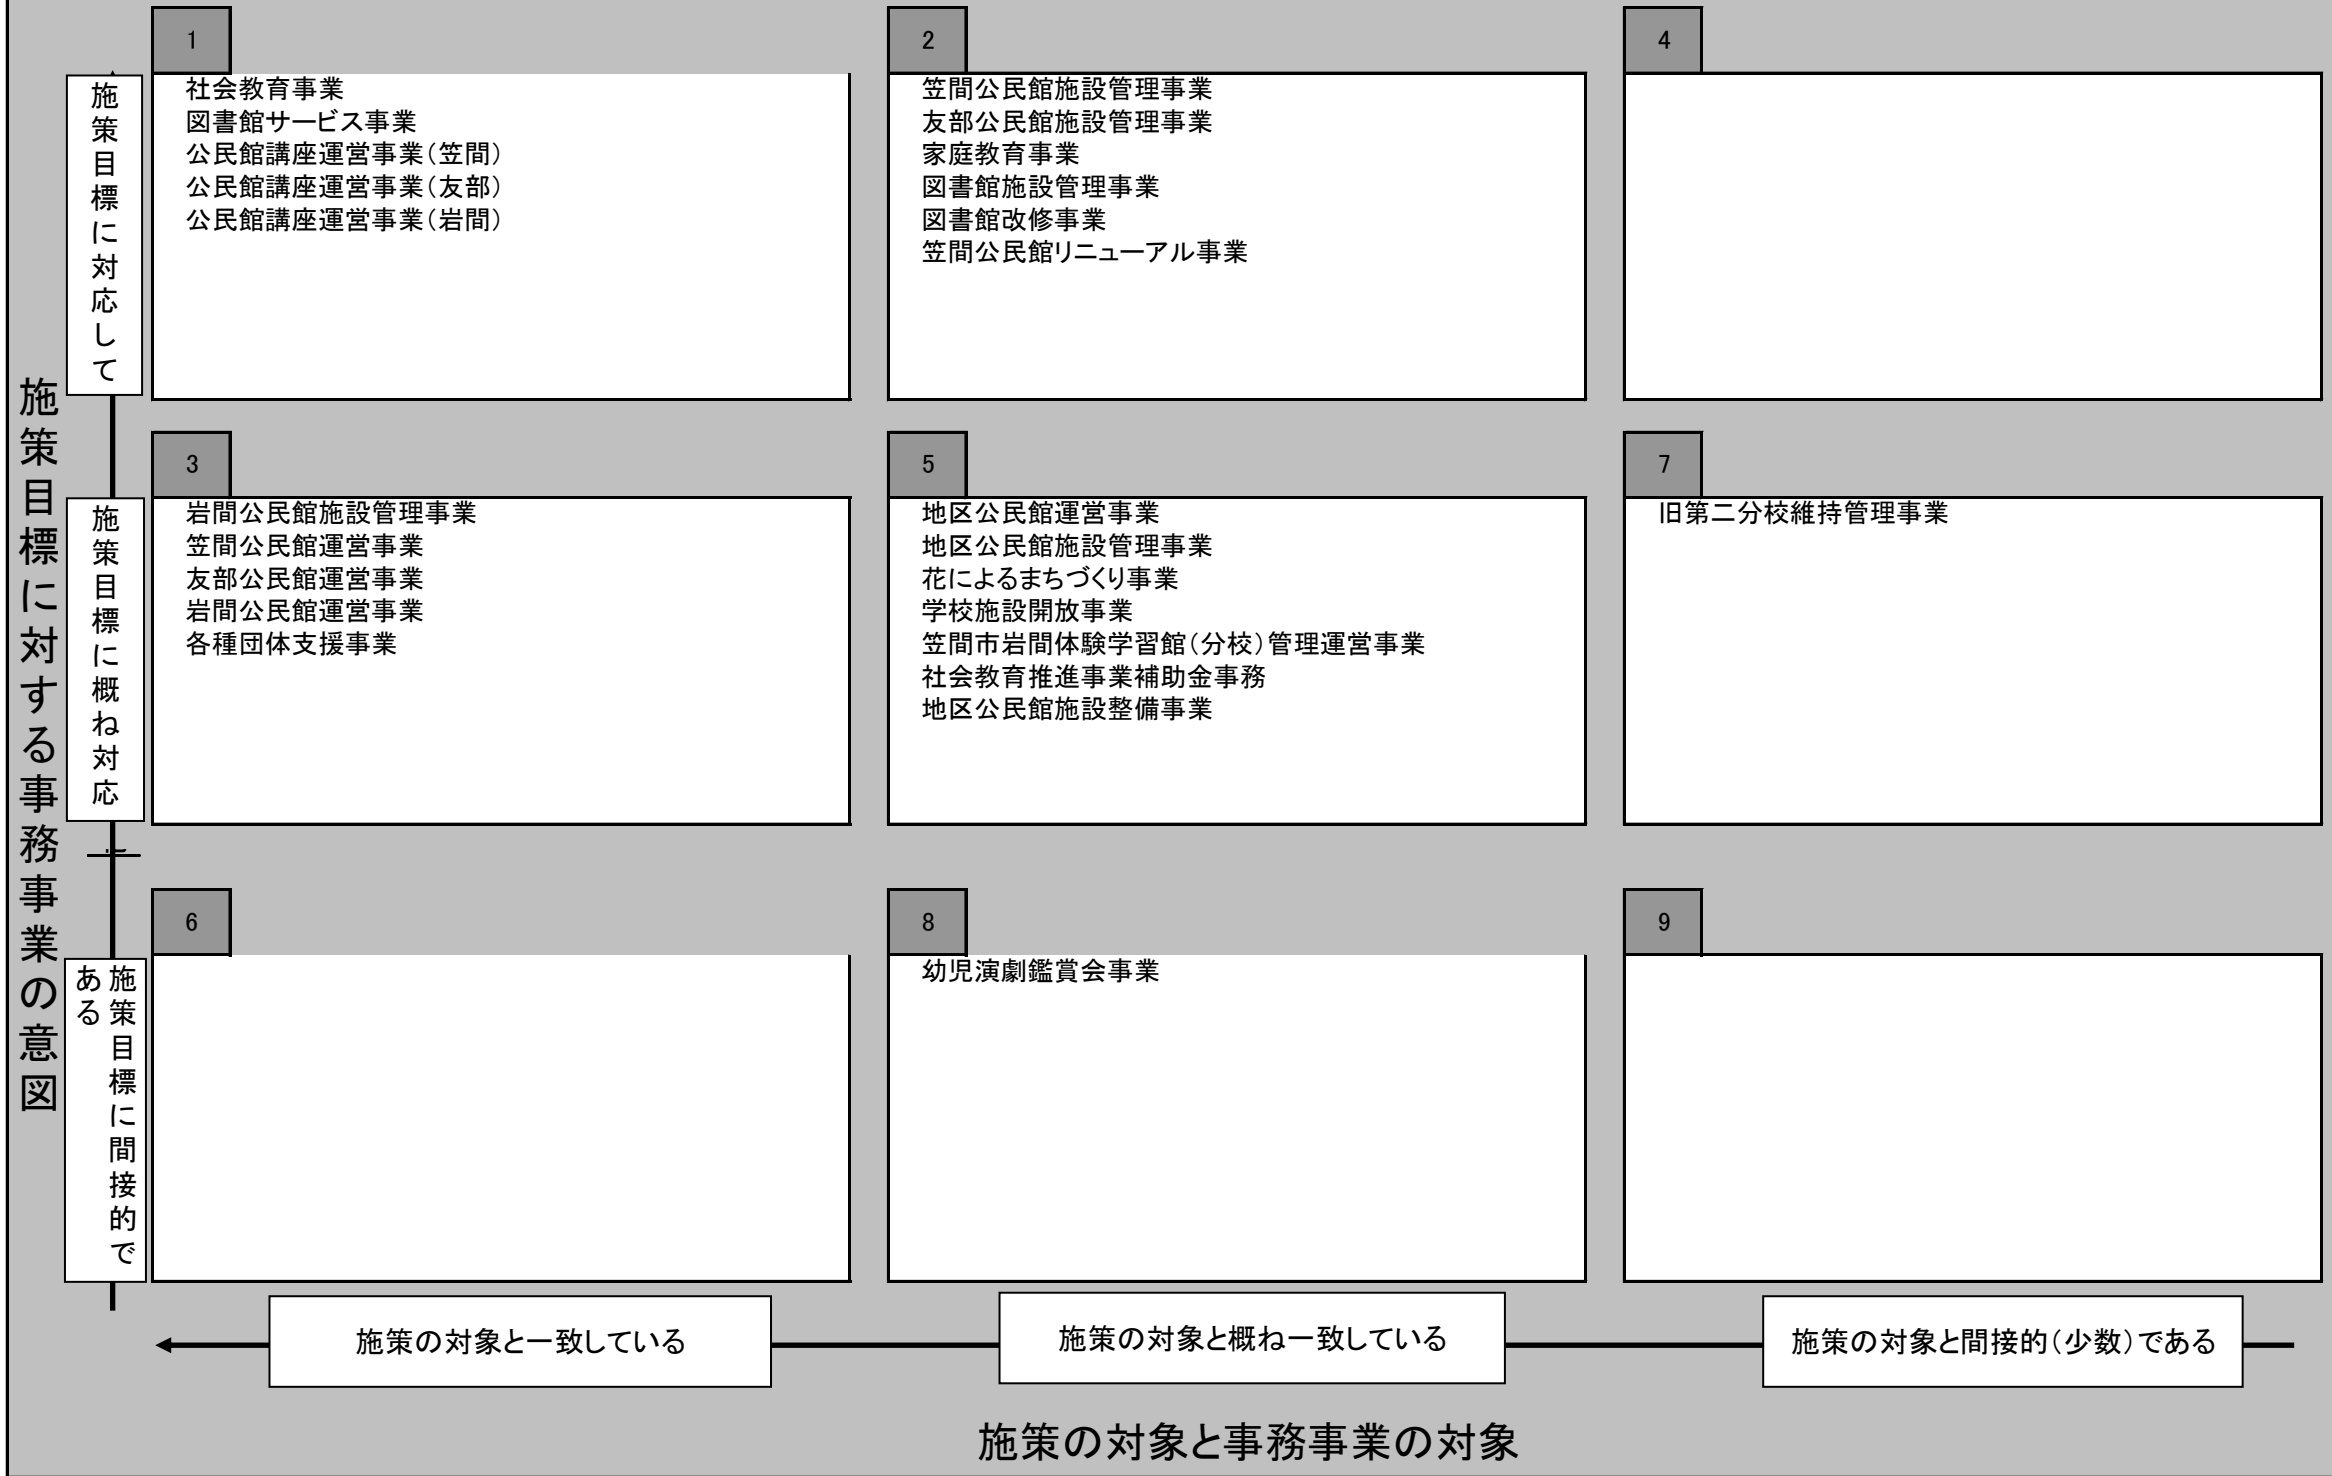 施策目標に対する事務事業の意図
施策目標に対応して
1
社会教育事業
図書館サービス事業
公民館講座運営事業(笠間)
公民館講座運営事業(友部)
公民館講座運営事業(岩間)
2
笠間公民館施設管理事業
友部公民館施設管理事業
家庭教育事業
図書館施設管理事業
図書館改修事業
笠間公民館リニューアル事業
4
施策目標に概ね対応
3
岩間公民館施設管理事業
笠間公民館運営事業
友部公民館運営事業
岩間公民館運営事業
各種団体支援事業
5
地区公民館運営事業
地区公民館施設管理事業
花によるまちづくり事業
学校施設開放事業
笠間市岩間体験学習館(分校)管理運営事業
社会教育推進事業補助金事務
地区公民館施設整備事業
7
旧第二分校維持管理事業
施策目標に間接的で
ある
6
8
幼児演劇鑑賞会事業
9
施策の対象と一致している
施策の対象と概ね一致している
施策の対象と間接的(少数)である
施策の対象と事務事業の対象